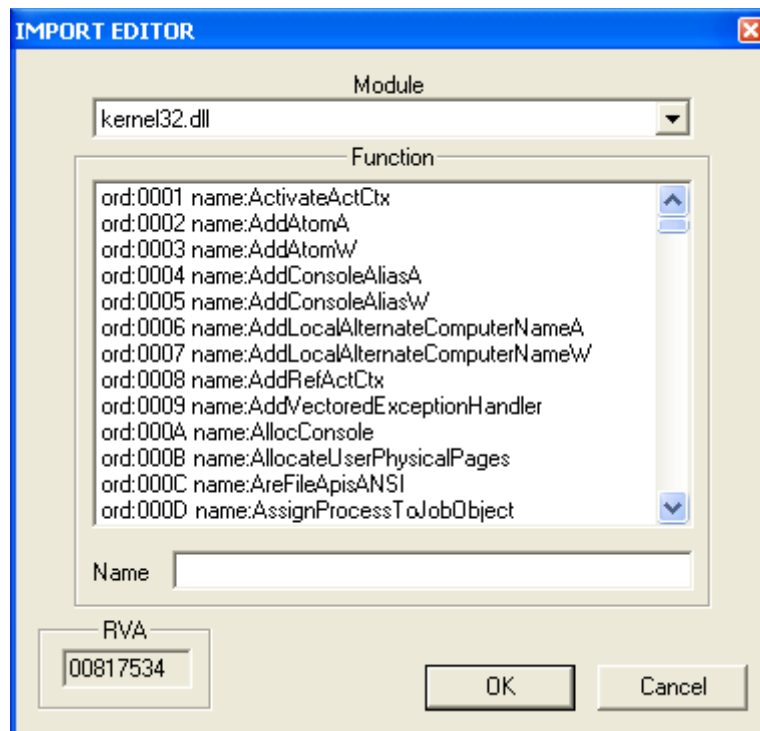 IMPORT EDITOR
Module
kernel32.dll
Function
ord:0001 name:ActivateActCtx
ord:0002 name:AddAtomA
ord:0003 name:AddAtomW
ord:0004 name:AddConsoleAliasA
ord:0005 name:AddConsoleAliasW
ord:0006 name:AddLocalAlternateComputerNameA
ord:0007 name:AddLocalAlternateComputerNameW
ord:0008 name:AddRefActCtx
ord:0009 name:AddVectoredExceptionHandler
ord:000A name:AllocConsole
ord:000B name:AllocateUserPhysicalPages
ord:000C name:AreFileApisANSI
ord:000D name:AssignProcessToJobObject
Name
RVA
00817534
OK
Cancel